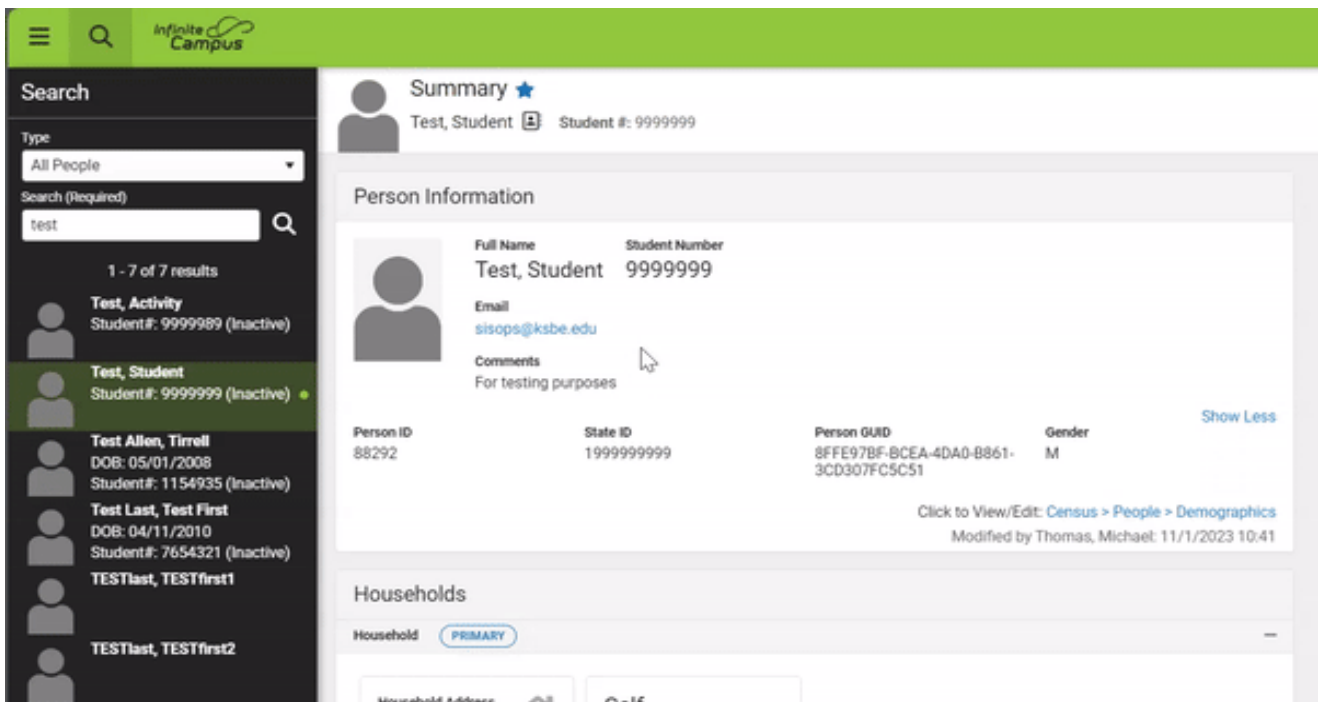 Infinite
Campus
Search
Type
All People
Search (Required)
test
1 - 7 of 7 results
Test, Activity
Student#: 9999989 (Inactive)
Test, Student
Student#: 9999999 (Inactive)
Test Allen, Tirrell
DOB: 05/01/2008
Student#: 1154935 (Inactive)
Test Last, Test First
DOB: 04/11/2010
Student#: 7654321 (Inactive)
TESTlast, TESTfirst1
TESTlast, TESTfirst2
Summary
Test, Student Student #: 9999999
Person Information
Full Name Student Number
Test, Student 9999999
Email
sisops@ksbe.edu
Comments
For testing purposes
Show Less
Person ID State ID Person GUID Gender
88292 1999999999 8FFE97BF-BCEA-4DA0-B861- M
3CD307FC5C51
Click to View/Edit: Census > People > Demographics
Modified by Thomas, Michael: 11/1/2023 10:41
Households
Household PRIMARY
Household Address